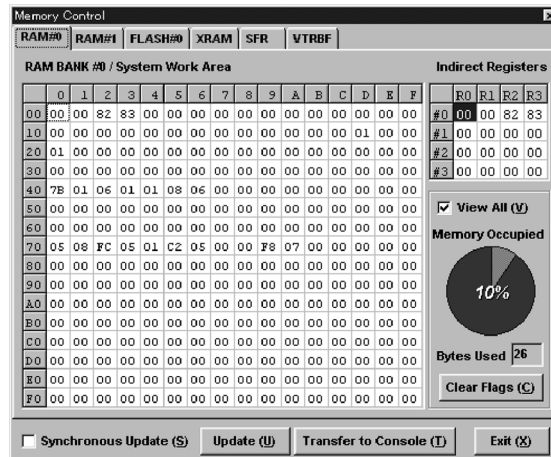 Memory Control
RAM#0 RAM#1 FLASH#0 XRAM SFR VTRBF
RAM BANK #0 / System Work Area
0 1 2 3 4 5 6 7 8 9 A B C D E F
00 00 00 82 83 00 00 00 00 00 00 00 00 00 00 00 00
10 00 00 00 00 00 00 00 00 00 00 00 00 00 01 00 00
20 01 00 00 00 00 00 00 00 00 00 00 00 00 00 00 00
30 00 00 00 00 00 00 00 00 00 00 00 00 00 00 00 00
40 7B 01 06 01 01 08 06 00 00 00 00 00 00 00 00 00
50 00 00 00 00 00 00 00 00 00 00 00 00 00 00 00 00
60 00 00 00 00 00 00 00 00 00 00 00 00 00 00 00 00
70 05 08 FC 05 01 C2 05 00 00 F8 07 00 00 00 00 00
80 00 00 00 00 00 00 00 00 00 00 00 00 00 00 00 00
90 00 00 00 00 00 00 00 00 00 00 00 00 00 00 00 00
A0 00 00 00 00 00 00 00 00 00 00 00 00 00 00 00 00
B0 00 00 00 00 00 00 00 00 00 00 00 00 00 00 00 00
C0 00 00 00 00 00 00 00 00 00 00 00 00 00 00 00 00
D0 00 00 00 00 00 00 00 00 00 00 00 00 00 00 00 00
E0 00 00 00 00 00 00 00 00 00 00 00 00 00 00 00 00
F0 00 00 00 00 00 00 00 00 00 00 00 00 00 00 00 00
Indirect Registers
R0 R1 R2 R3
#0 00 00 82 83
#1 00 00 00 00
#2 00 00 00 00
#3 00 00 00 00
View All (V)
Memory Occupied
10%
Bytes Used 26
Clear Flags (C)
Synchronous Update (S) Update (U) Transfer to Console (T) Exit (X)